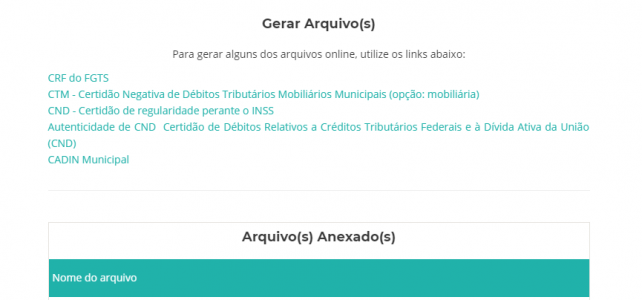 Gerar Arquivo(s)
Para gerar alguns dos arquivos online, utilize os links abaixo:
CRF do FGTS
CTM - Certidão Negativa de Débitos Tributários Mobiliários Municipais (opção: mobiliária)
CND - Certidão de regularidade perante o INSS
Autenticidade de CND Certidão de Débitos Relativos a Créditos Tributários Federais e à Dívida Ativa da União
(CND)
CADIN Municipal
Arquivo(s) Anexado(s)
Nome do arquivo